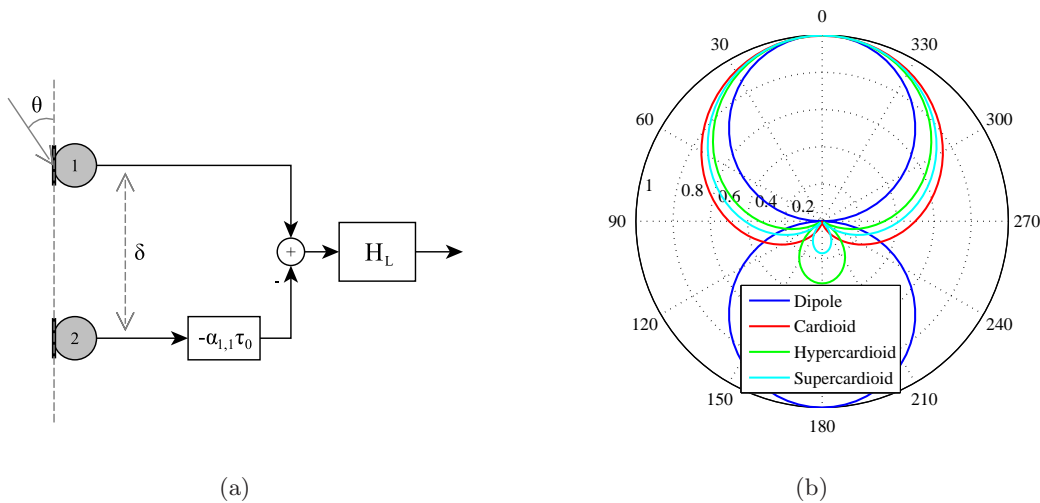 θ
1
δ
2
+
-
-α1,1τ0
HL
0
30
330
60
300
1
0.8
0.6
0.4
0.2
90
270
120
240
150
210
180
Dipole
Cardioid
Hypercardioid
Supercardioid
(a)
(b)